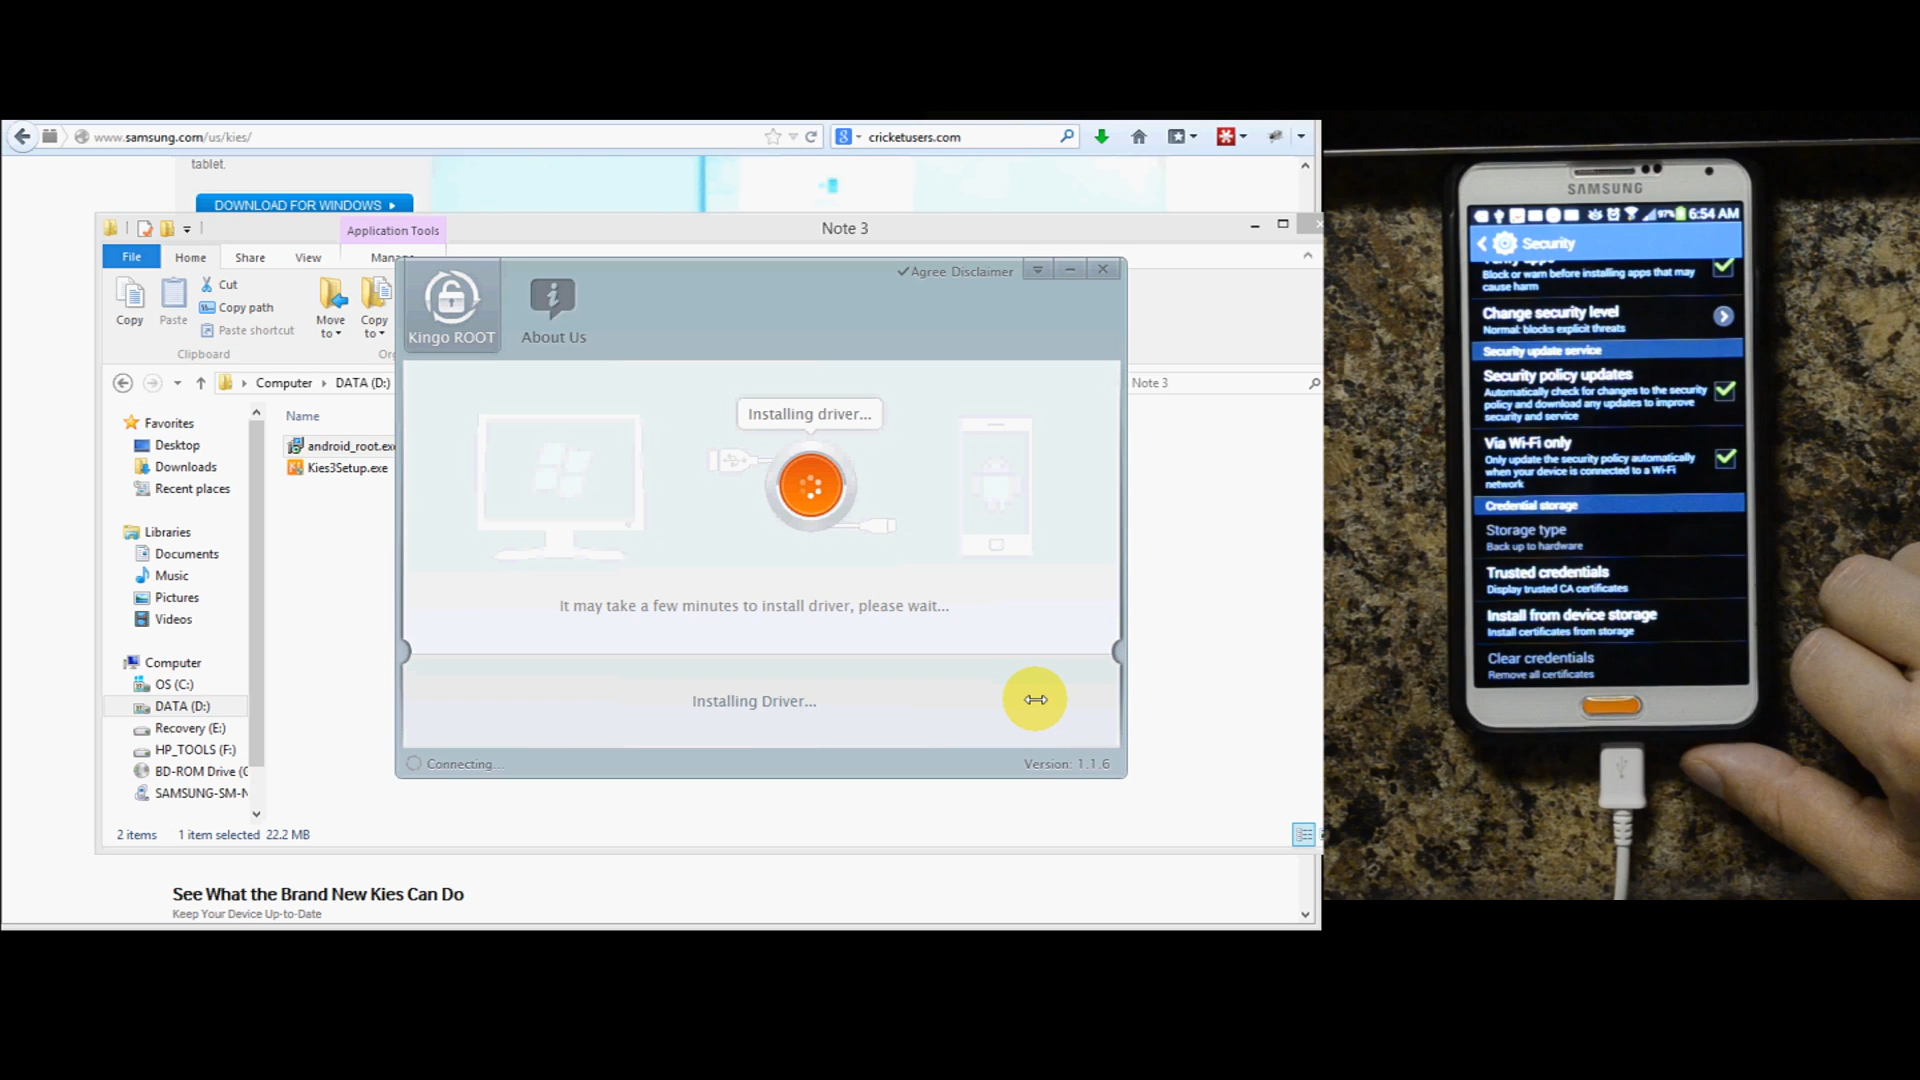 www.samsung.com/us/kies/
cricketusers.com
tablet.
DOWNLOAD FOR WINDOWS
Application Tools
Note 3
File
Home
Share
View
Copy
Paste
Cut
Copy path
Paste shortcut
Move
to
Copy
to
Clipboard
Computer
DATA (D:)
Note 3
Favorites
Desktop
Downloads
Recent places
Libraries
Documents
Music
Pictures
Videos
Computer
OS (C:)
DATA (D:)
Recovery (E:)
HP_TOOLS (F:)
BD-ROM Drive (
SAMSUNG-SM-N
Name
android_root.exe
Kies3Setup.exe
2 items
1 item selected 22.2 MB
Kingo ROOT
About Us
Agree Disclaimer
Installing driver...
It may take a few minutes to install driver, please wait...
Installing Driver...
Connecting...
Version: 1.1.6
See What the Brand New Kies Can Do
Keep Your Device Up-to-Date
SAMSUNG
97% 6:54 AM
Security
Block or warn before installing apps that may
cause harm
Change security level
Normal: blocks explicit threats
Security update service
Security policy updates
Automatically check for changes to the security
policy and download any updates to improve
security and service
Via Wi-Fi only
Only update the security policy automatically
when your device is connected to a Wi-Fi
network
Credential storage
Storage type
Back up to hardware
Trusted credentials
Display trusted CA certificates
Install from device storage
Install certificates from storage
Clear credentials
Remove all certificates